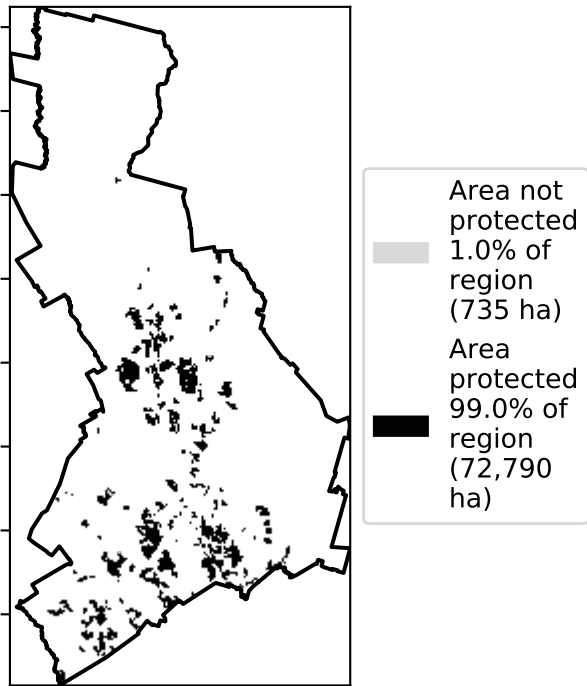 Area not
protected
1.0% of
region
(735 ha)
Area
protected
99.0% of
region
(72,790
ha)